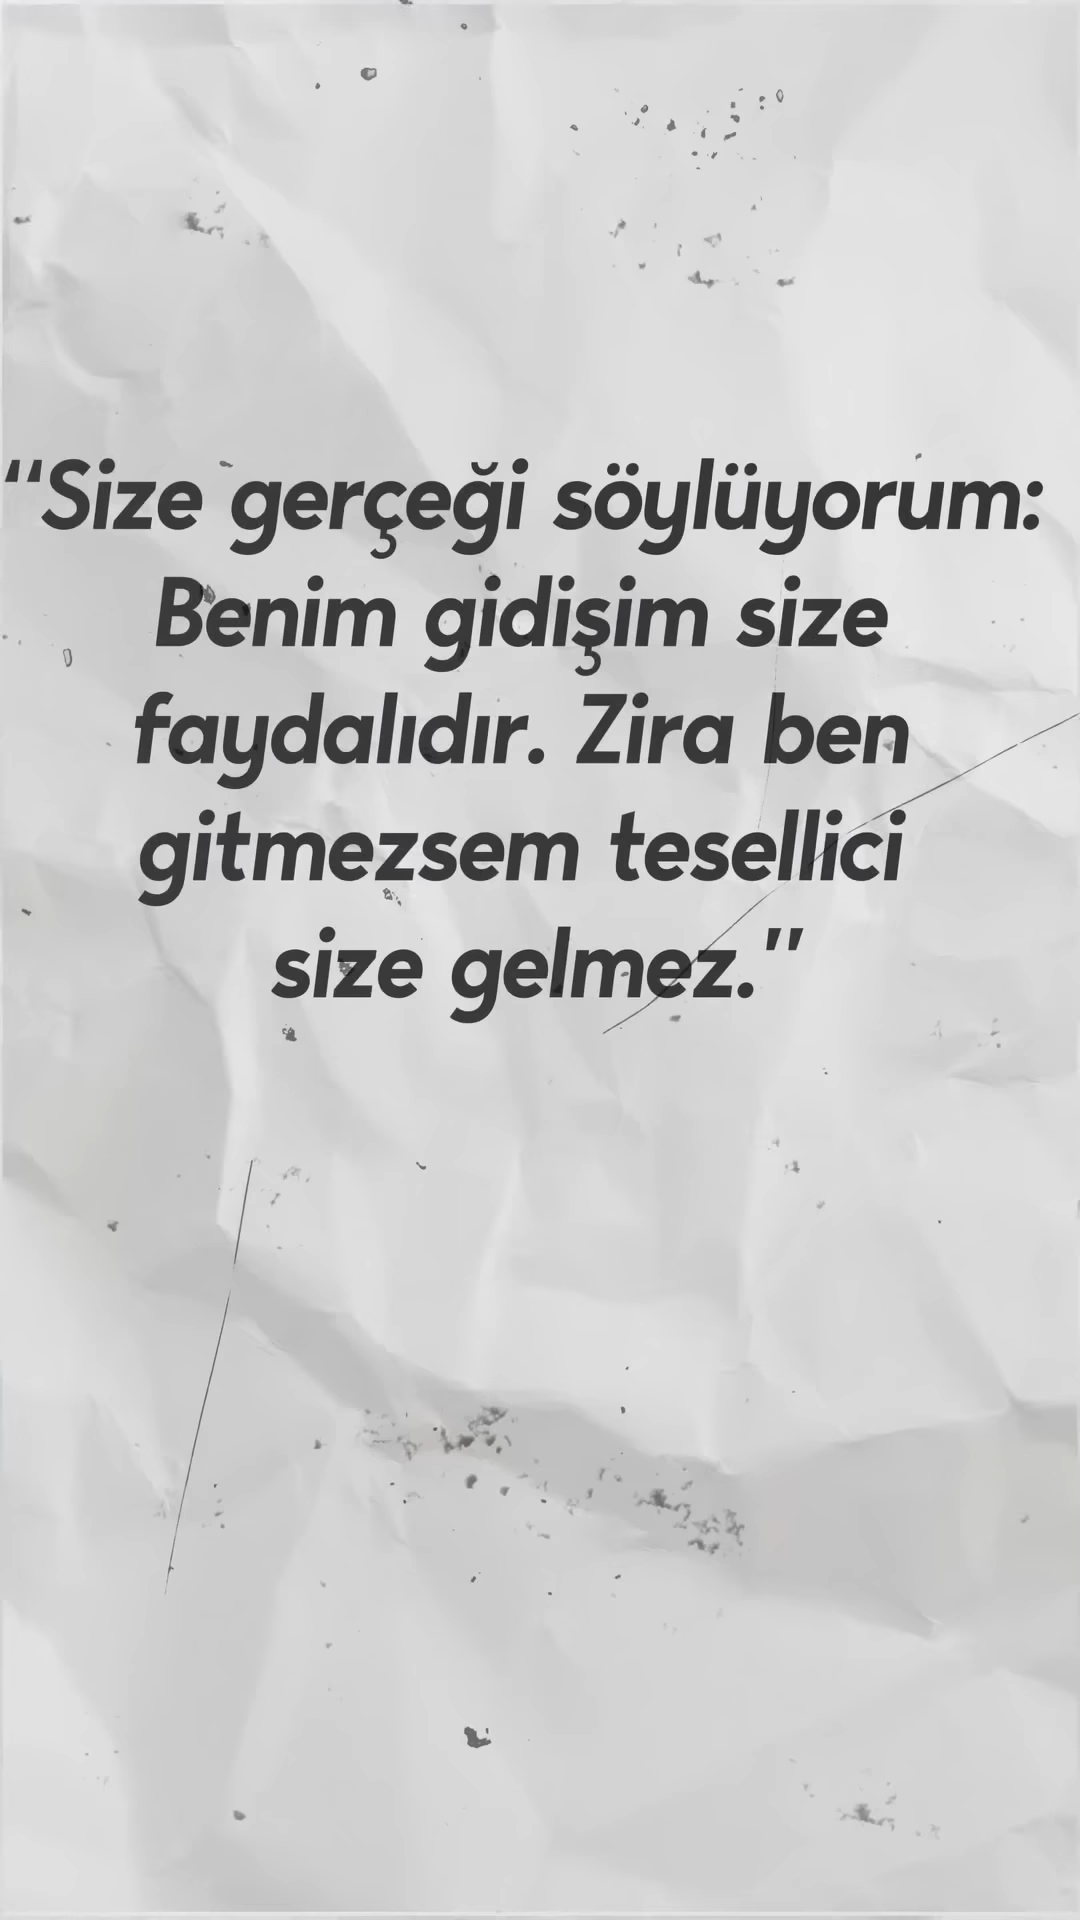 “Size gerçeği söylüyorum:
Benim gidişim size
faydalıdır. Zira ben
gitmezsem tesellici
size gelmez."